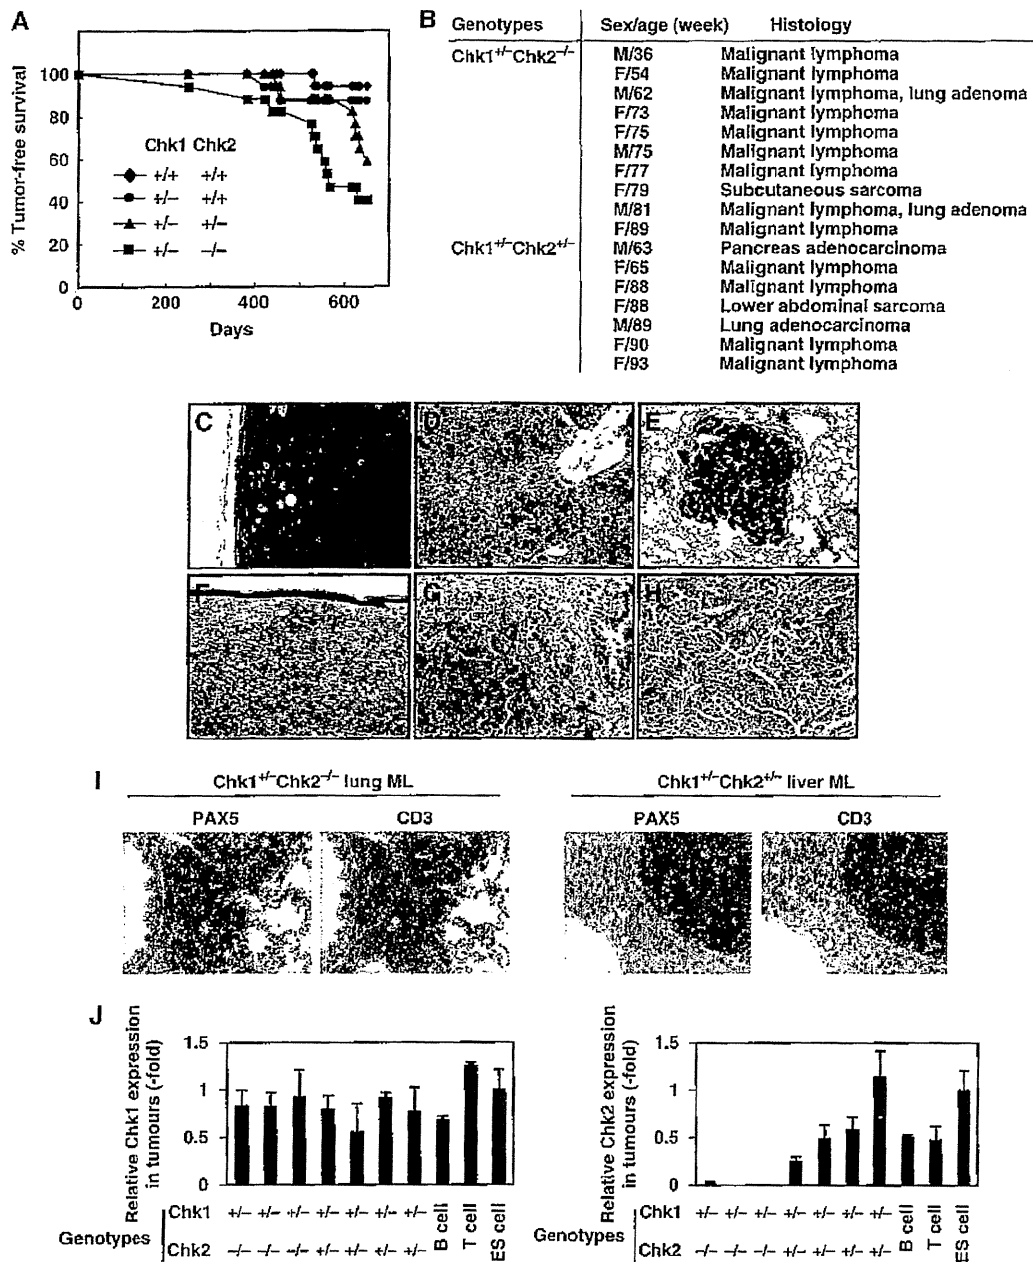 A
% Tumor-free survival
100
80
60
40
20
0
0 200 400 600
Days
Chk1 Chk2
+/+ +/+
+/− +/+
+/− +/−
+/− −/−
B
Genotypes Sex/age (week) Histology
Chk1+/−Chk2−/− M/36 Malignant lymphoma
F/54 Malignant lymphoma
M/62 Malignant lymphoma, lung adenoma
F/73 Malignant lymphoma
F/75 Malignant lymphoma
M/75 Malignant lymphoma
F/77 Malignant lymphoma
F/79 Subcutaneous sarcoma
M/81 Malignant lymphoma, lung adenoma
F/89 Malignant lymphoma
Chk1+/−Chk2+/− M/63 Pancreas adenocarcinoma
F/65 Malignant lymphoma
F/88 Malignant lymphoma
F/88 Lower abdominal sarcoma
M/89 Lung adenocarcinoma
F/90 Malignant lymphoma
F/93 Malignant lymphoma
C D E
F G H
I
Chk1+/−Chk2−/− lung ML
PAX5 CD3
Chk1+/−Chk2+/− liver ML
PAX5 CD3
J
Relative Chk1 expression
in tumours (-fold)
1.5
1
0.5
0
Genotypes
Chk1 +/− +/− +/− +/− +/− +/− +/−
Chk2 −/− −/− −/− +/− +/− +/− +/−
B cell
T cell
ES cell
Relative Chk2 expression
in tumours (-fold)
1.5
1
0.5
0
Genotypes
Chk1 +/− +/− +/− +/− +/− +/− +/−
Chk2 −/− −/− −/− +/− +/− +/− +/−
B cell
T cell
ES cell